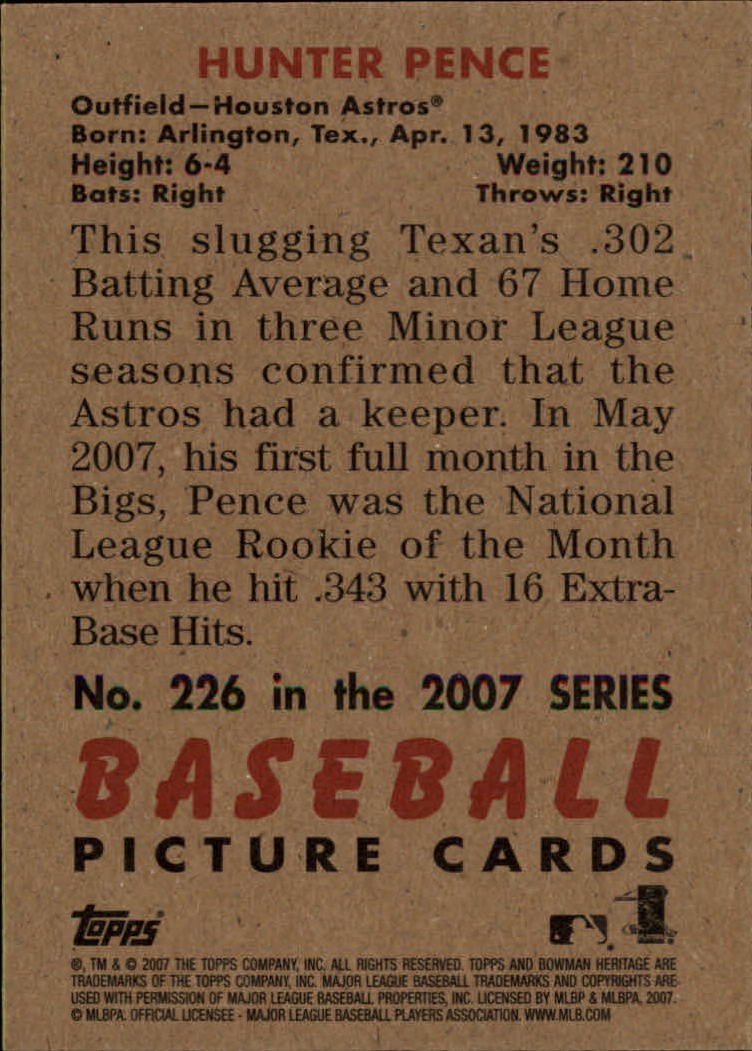 HUNTER PENCE
Outfield—Houston Astros®
Born: Arlington, Tex., Apr. 13, 1983
Height: 6-4 Weight: 210
Bats: Right Throws: Right
This slugging Texan's .302
Batting Average and 67 Home
Runs in three Minor League
seasons confirmed that the
Astros had a keeper. In May
2007, his first full month in the
Bigs, Pence was the National
League Rookie of the Month
when he hit .343 with 16 Extra-
Base Hits.
No. 226 in the 2007 SERIES
BASEBALL
PICTURE CARDS
topps
®, TM & © 2007 THE TOPPS COMPANY, INC. ALL RIGHTS RESERVED. TOPPS AND BOWMAN HERITAGE ARE
TRADEMARKS OF THE TOPPS COMPANY, INC. MAJOR LEAGUE BASEBALL TRADEMARKS AND COPYRIGHTS ARE
USED WITH PERMISSION OF MAJOR LEAGUE BASEBALL PROPERTIES, INC. LICENSED BY MLBP & MLBPA, 2007.
© MLBPA. OFFICIAL LICENSEE - MAJOR LEAGUE BASEBALL PLAYERS ASSOCIATION. WWW.MLB.COM